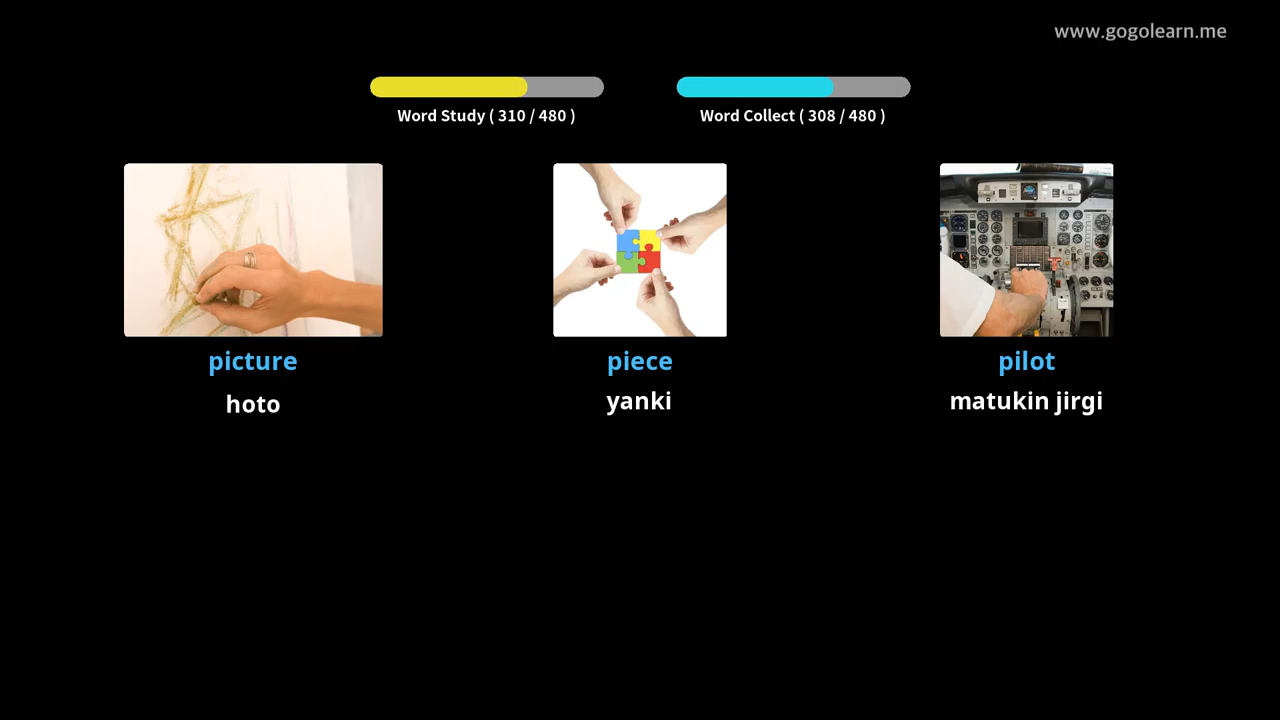 www.gogolearn.me
Word Study ( 310 / 480 )
Word Collect ( 308 / 480 )
picture
piece
pilot
hoto
yanki
matukin jirgi